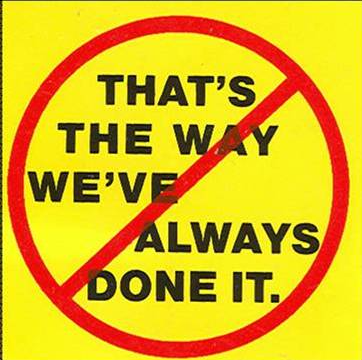 THAT'S
THE WAY
WE'VE
ALWAYS
DONE IT.